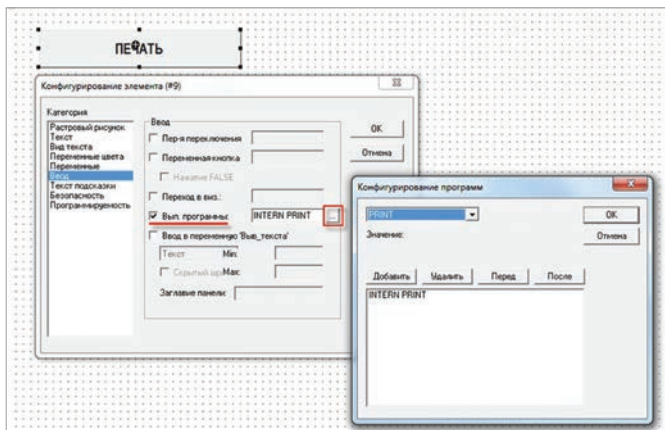 ПЕЧАТЬ
Конфигурирование элемента (#9)
Категория
Растровый рисунок
Текст
Вид текста
Переменные цвета
Переменные
Ввод
Текст подсказки
Безопасность
Программируемость
Ввод
Пер-я переключения
Переменная кнопка
Нажатие FALSE
Переход в виз.:
Вып. программы: INTERN PRINT ...
Ввод в переменную 'Выв_текста'
Текст Min:
Скрытый Max:
Заглавие панели:
OK
Отмена
Конфигурирование программ
PRINT
Значение:
OK
Отмена
Добавить Удалить Перед После
INTERN PRINT